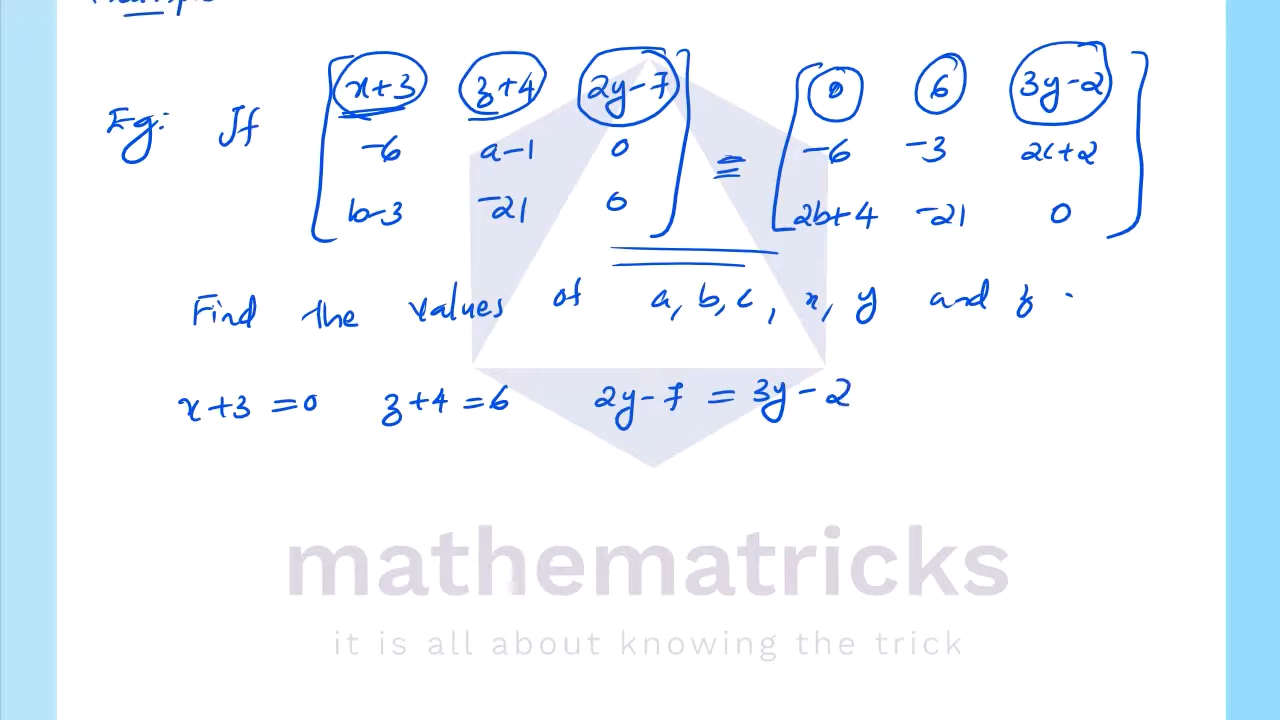 Example
Eg: If [x+3 z+4 2y-7 = [0 6 3y-2
-6 a-1 0 -6 -3 2c+2
b-3 -21 0] 2b+4 -21 0]
Find the values of a, b, c, x, y and z.
x+3=0 z+4=6 2y-7 = 3y-2
mathematricks
it is all about knowing the trick